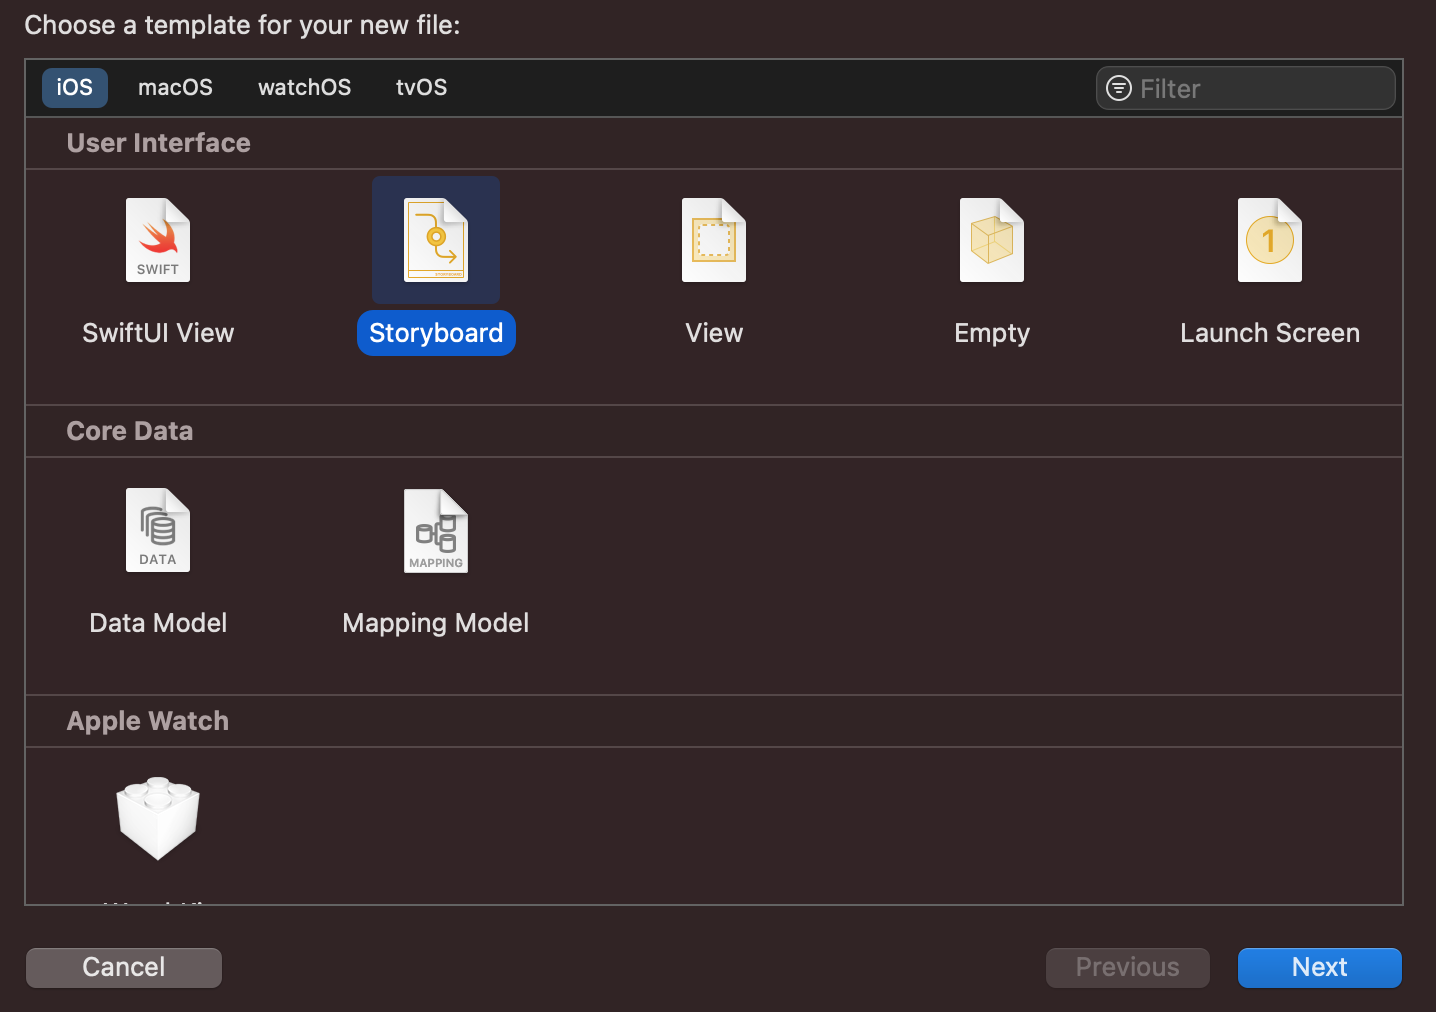 Choose a template for your new file:
iOS macOS watchOS tvOS Filter
User Interface
SWIFT
SwiftUI View Storyboard View Empty 1 Launch Screen
Core Data
DATA MAPPING
Data Model Mapping Model
Apple Watch
Cancel Previous Next